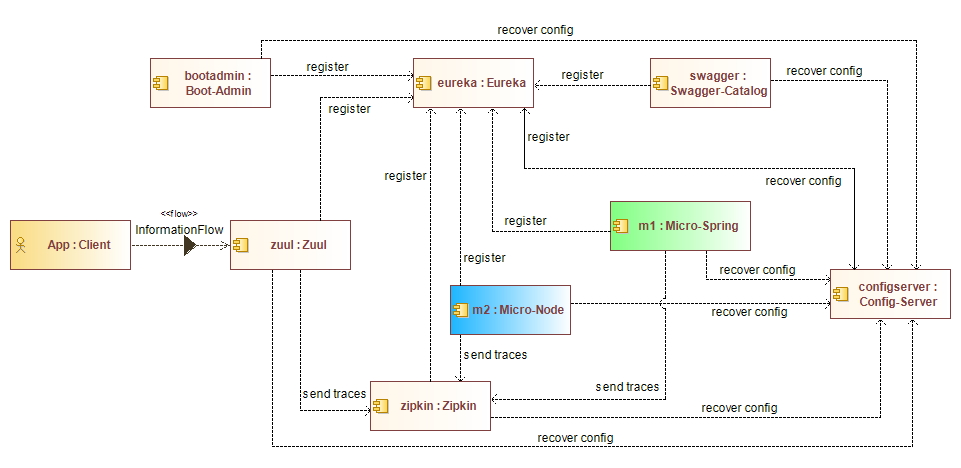 recover config
bootadmin :
Boot-Admin
register
eureka : Eureka
register
swagger :
Swagger-Catalog
recover config
register
register
register
recover config
<<flow>>
InformationFlow
App : Client
zuul : Zuul
register
m1 : Micro-Spring
register
recover config
configserver :
Config-Server
m2 : Micro-Node
recover config
send traces
send traces
send traces
zipkin : Zipkin
recover config
recover config